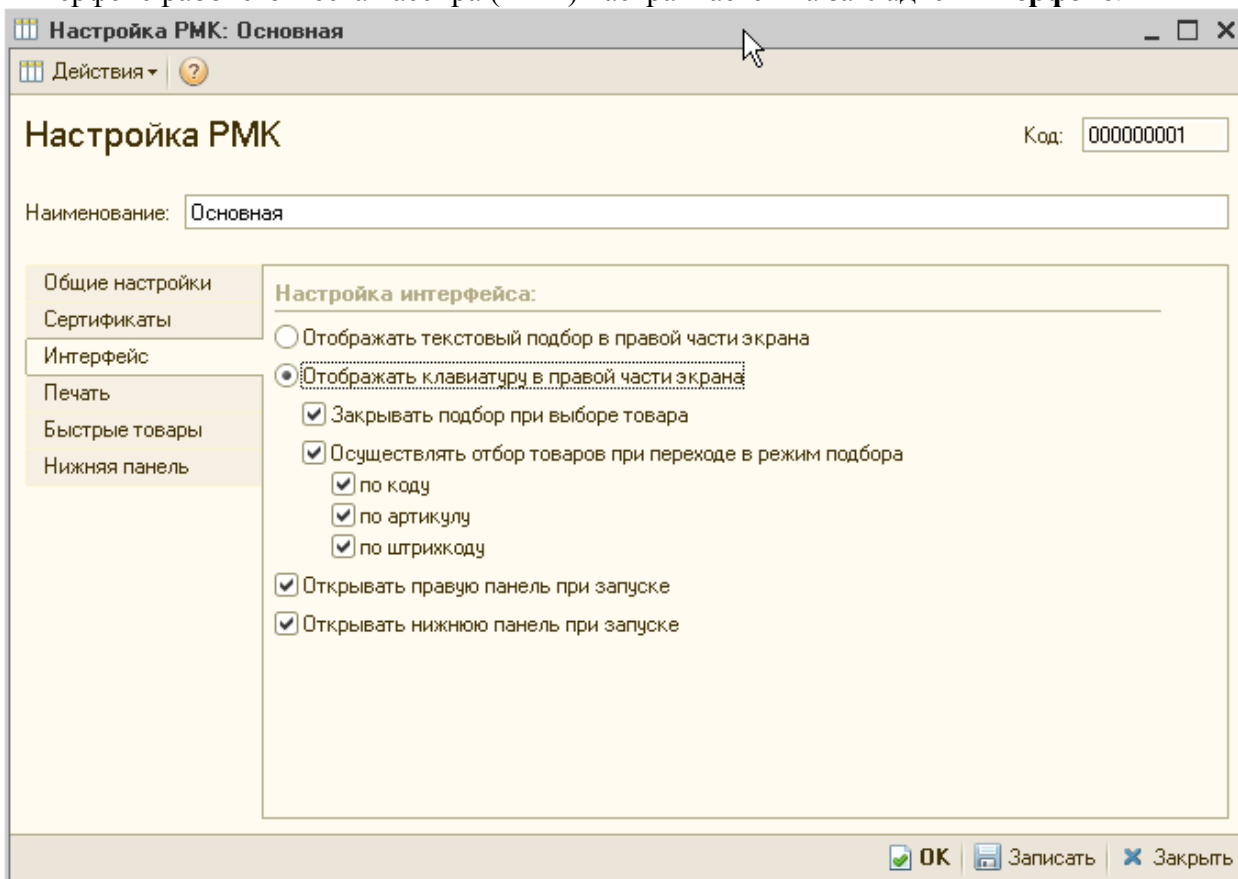 Настройка РМК: Основная
Действия
?
Настройка РМК
Код: 000000001
Наименование: Основная
Общие настройки
Сертификаты
Интерфейс
Печать
Быстрые товары
Нижняя панель
Настройка интерфейса:
Отображать текстовый подбор в правой части экрана
Отображать клавиатуру в правой части экрана
Закрывать подбор при выборе товара
Осуществлять отбор товаров при переходе в режим подбора
по коду
по артикулу
по штрихкоду
Открывать правую панель при запуске
Открывать нижнюю панель при запуске
OK Записать Закрыть